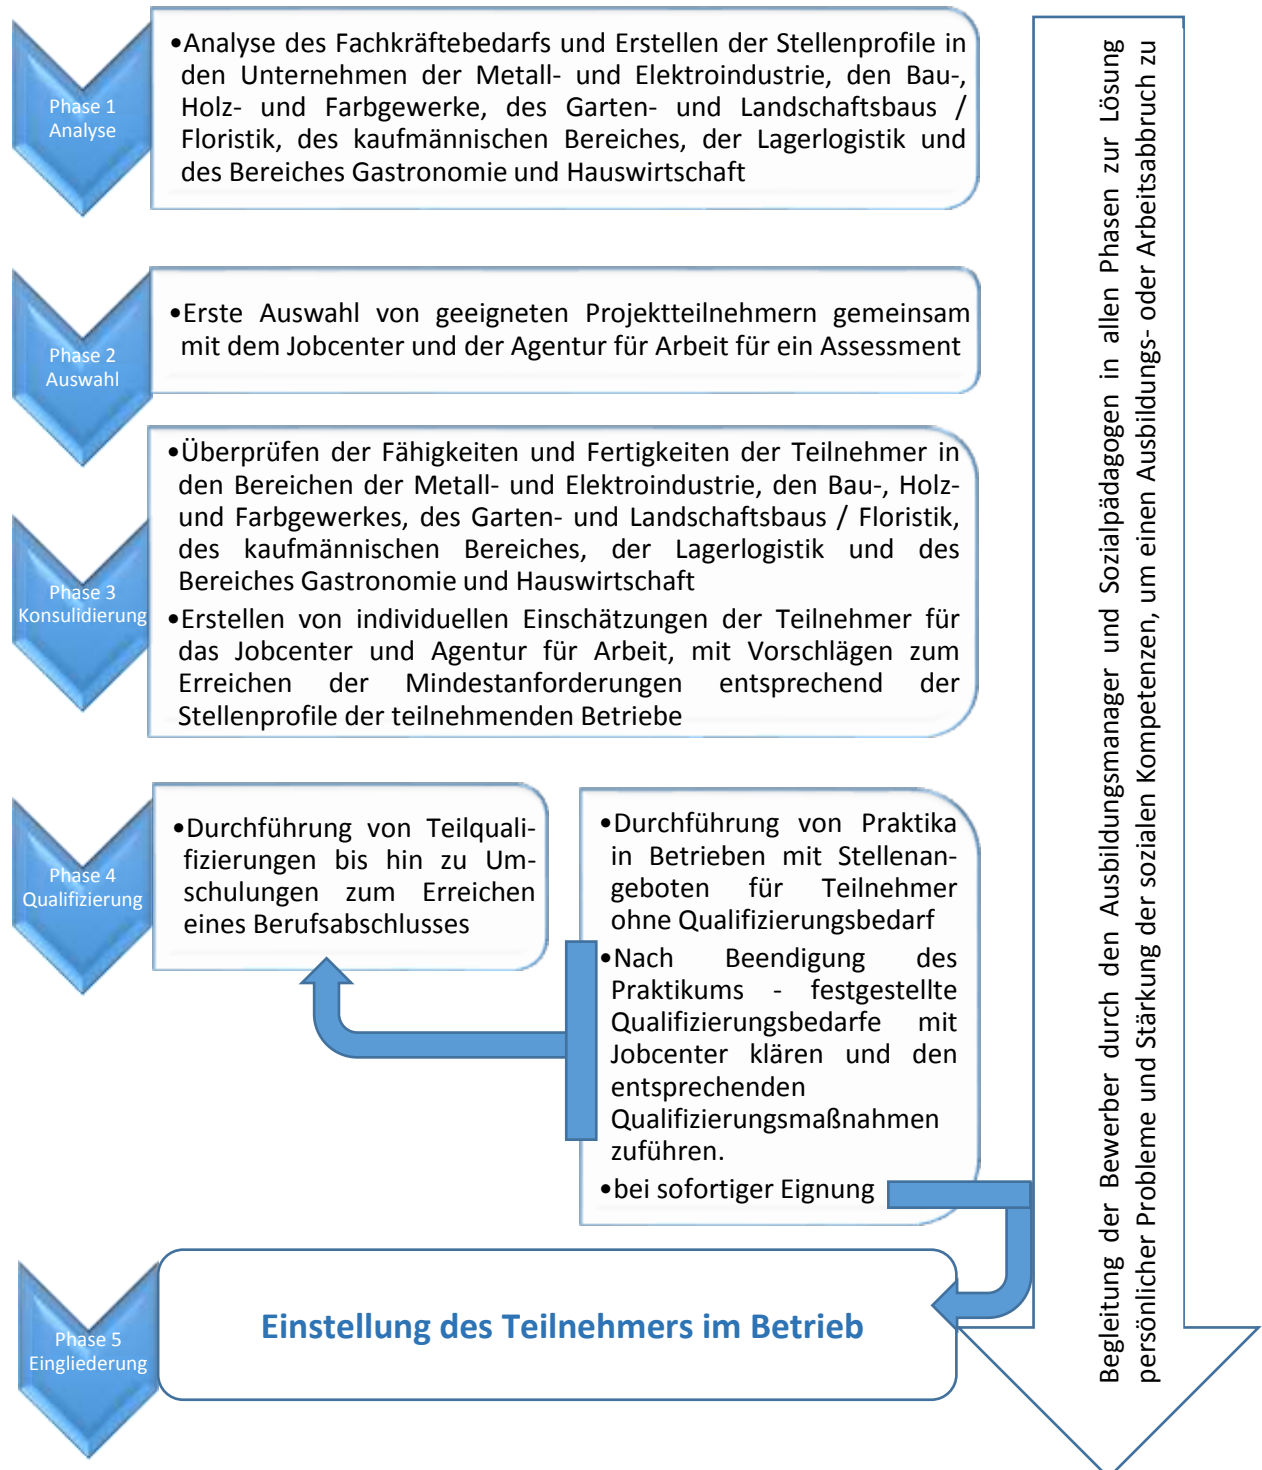 Phase 1
Analyse
•Analyse des Fachkräftebedarfs und Erstellen der Stellenprofile in
den Unternehmen der Metall- und Elektroindustrie, den Bau-,
Holz- und Farbgewerke, des Garten- und Landschaftsbaus /
Floristik, des kaufmännischen Bereiches, der Lagerlogistik und
des Bereiches Gastronomie und Hauswirtschaft
Phase 2
Auswahl
•Erste Auswahl von geeigneten Projektteilnehmern gemeinsam
mit dem Jobcenter und der Agentur für Arbeit für ein Assessment
Phase 3
Konsulidierung
•Überprüfen der Fähigkeiten und Fertigkeiten der Teilnehmer in
den Bereichen der Metall- und Elektroindustrie, den Bau-, Holz-
und Farbgewerkes, des Garten- und Landschaftsbaus / Floristik,
des kaufmännischen Bereiches, der Lagerlogistik und des
Bereiches Gastronomie und Hauswirtschaft
•Erstellen von individuellen Einschätzungen der Teilnehmer für
das Jobcenter und Agentur für Arbeit, mit Vorschlägen zum
Erreichen der Mindestanforderungen entsprechend der
Stellenprofile der teilnehmenden Betriebe
Phase 4
Qualifizierung
•Durchführung von Teilquali-
fizierungen bis hin zu Um-
schulungen zum Erreichen
eines Berufsabschlusses
•Durchführung von Praktika
in Betrieben mit Stellenan-
geboten für Teilnehmer
ohne Qualifizierungsbedarf
•Nach Beendigung des
Praktikums - festgestellte
Qualifizierungsbedarfe mit
Jobcenter klären und den
entsprechenden
Qualifizierungsmaßnahmen
zuführen.
•bei sofortiger Eignung
Phase 5
Eingliederung
Einstellung des Teilnehmers im Betrieb
Begleitung der Bewerber durch den Ausbildungsmanager und Sozialpädagogen in allen Phasen zur Lösung
persönlicher Probleme und Stärkung der sozialen Kompetenzen, um einen Ausbildungs- oder Arbeitsabbruch zu